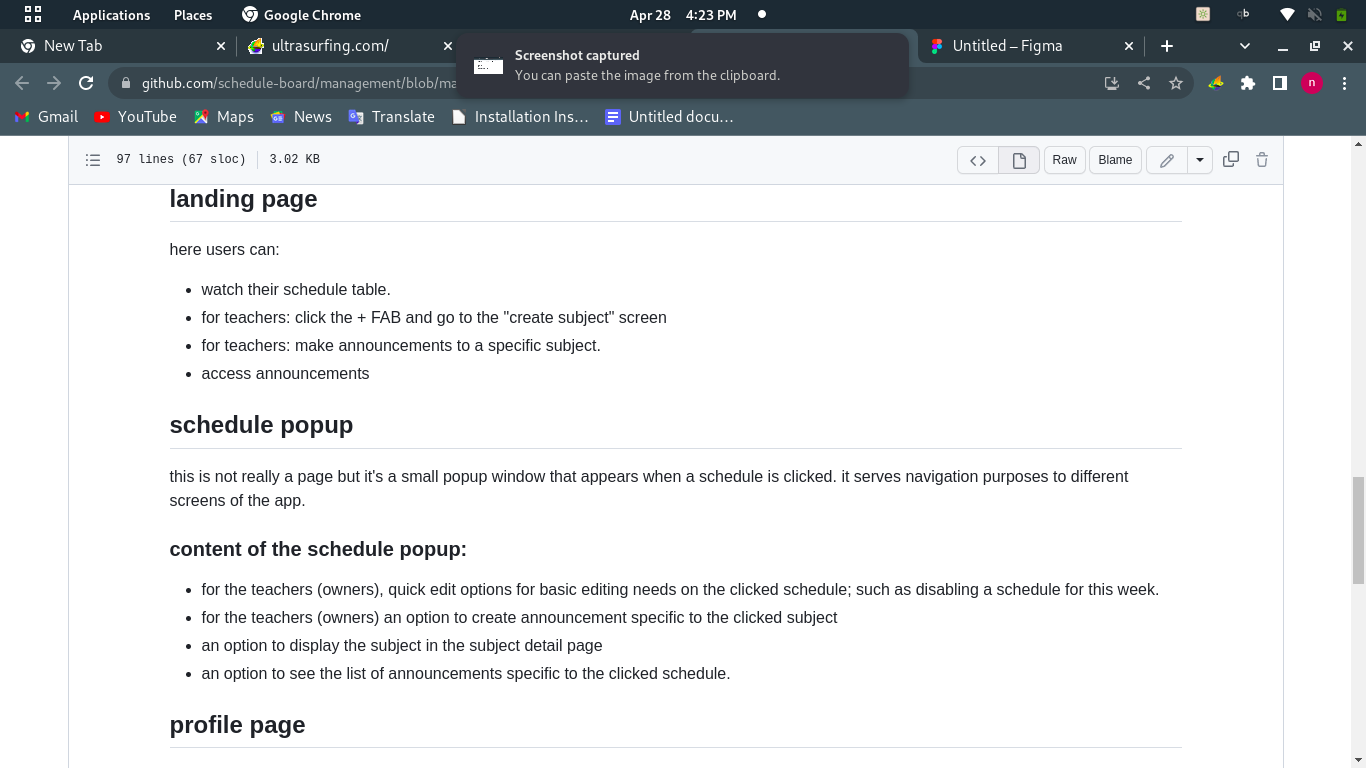 Applications Places Google Chrome Apr 28 4:23 PM qb
New Tab ultrasurfing.com/ Untitled – Figma
Screenshot captured
You can paste the image from the clipboard.
github.com/schedule-board/management/blob/ma n
Gmail YouTube Maps News Translate Installation Ins… Untitled docu…
97 lines (67 sloc) 3.02 KB <> Raw Blame
landing page
here users can:
• watch their schedule table.
• for teachers: click the + FAB and go to the "create subject" screen
• for teachers: make announcements to a specific subject.
• access announcements
schedule popup
this is not really a page but it's a small popup window that appears when a schedule is clicked. it serves navigation purposes to different
screens of the app.
content of the schedule popup:
• for the teachers (owners), quick edit options for basic editing needs on the clicked schedule; such as disabling a schedule for this week.
• for the teachers (owners) an option to create announcement specific to the clicked subject
• an option to display the subject in the subject detail page
• an option to see the list of announcements specific to the clicked schedule.
profile page